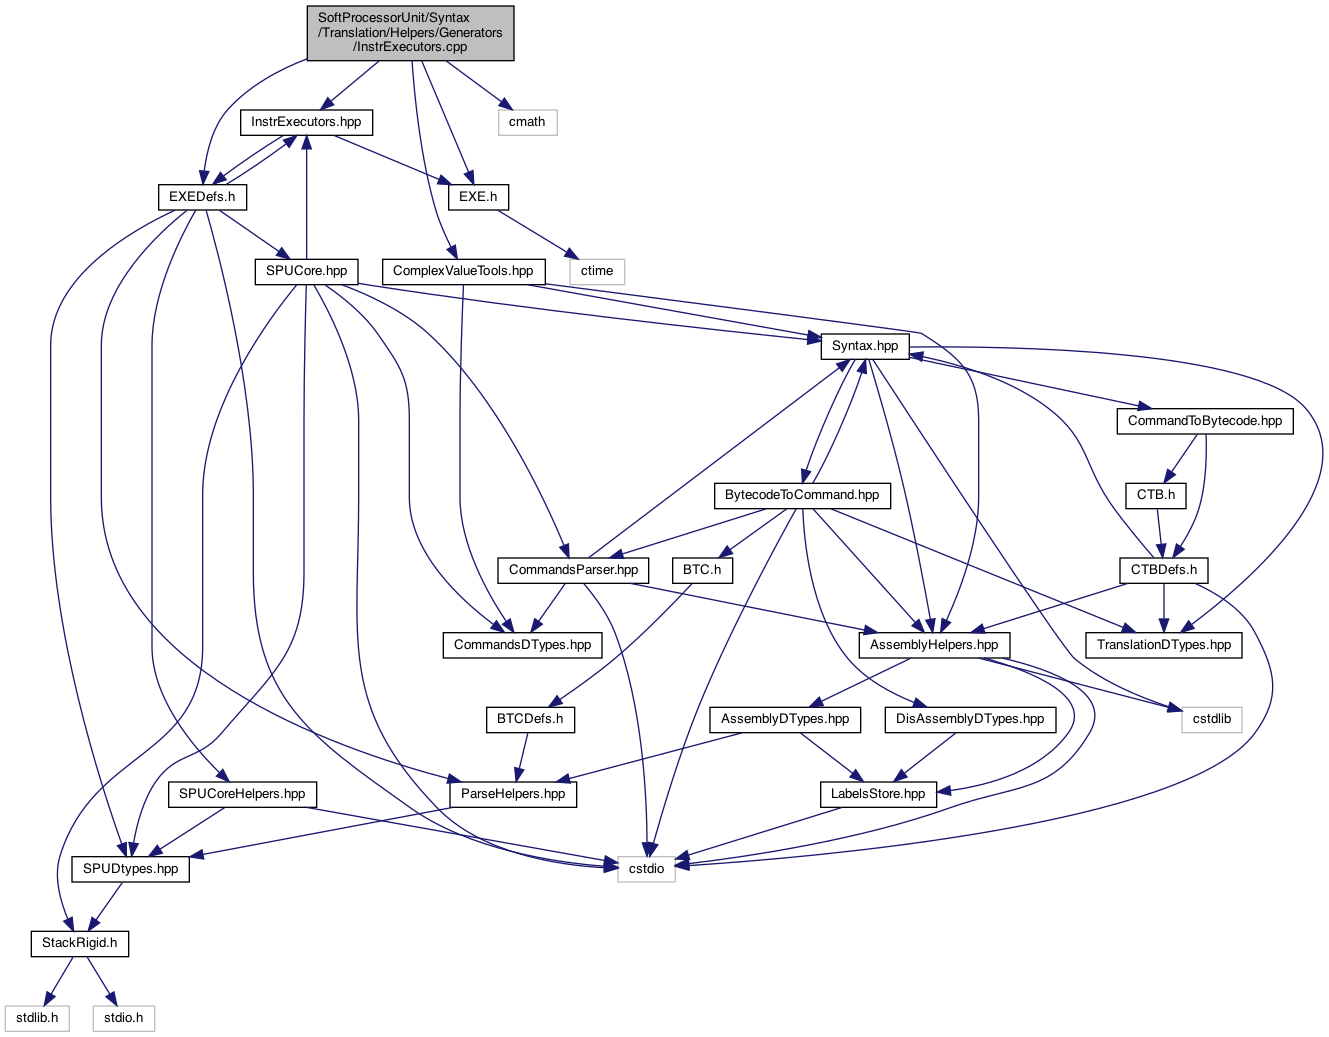 SoftProcessorUnit/Syntax
/Translation/Helpers/Generators
/InstrExecutors.cpp
InstrExecutors.hpp
cmath
EXEDefs.h
EXE.h
SPUCore.hpp
ComplexValueTools.hpp
ctime
Syntax.hpp
CommandToBytecode.hpp
BytecodeToCommand.hpp
CTB.h
CommandsParser.hpp
BTC.h
CTBDefs.h
CommandsDTypes.hpp
AssemblyHelpers.hpp
TranslationDTypes.hpp
BTCDefs.h
AssemblyDTypes.hpp
DisAssemblyDTypes.hpp
cstdlib
SPUCoreHelpers.hpp
ParseHelpers.hpp
LabelsStore.hpp
SPUDtypes.hpp
cstdio
StackRigid.h
stdlib.h
stdio.h